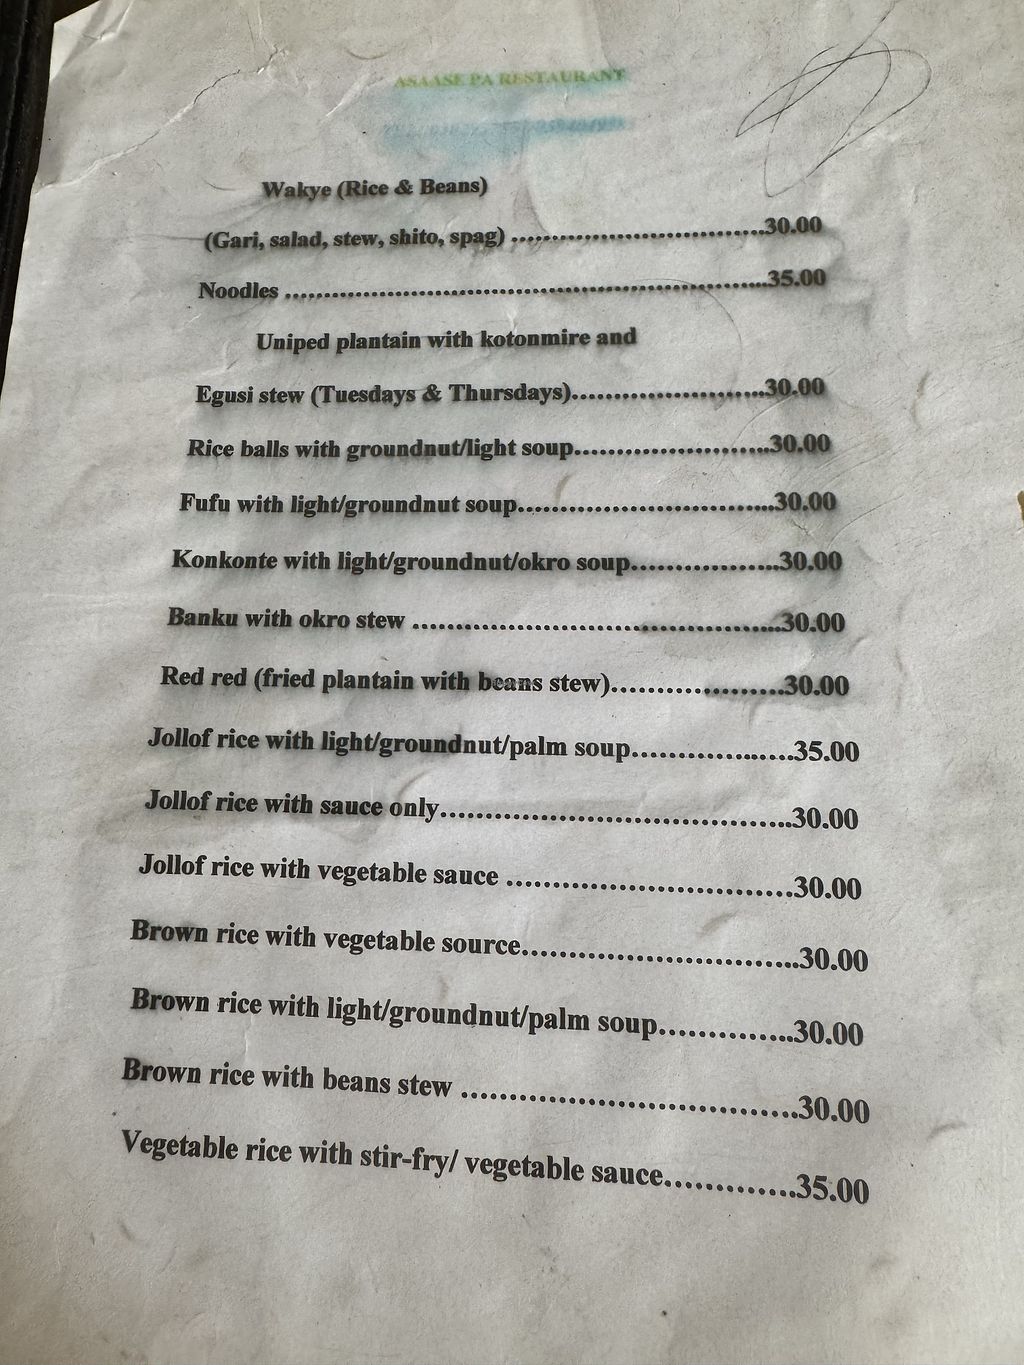 ASAASE PA RESTAURANT
Wakye (Rice & Beans)
(Gari, salad, stew, shito, spag) ................................30.00
Noodles ..............................................................35.00
Uniped plantain with kotonmire and
Egusi stew (Tuesdays & Thursdays).........................30.00
Rice balls with groundnut/light soup.........................30.00
Fufu with light/groundnut soup.................................30.00
Konkonte with light/groundnut/okro soup...................30.00
Banku with okro stew ..............................................30.00
Red red (fried plantain with beans stew)....................30.00
Jollof rice with light/groundnut/palm soup..................35.00
Jollof rice with sauce only........................................30.00
Jollof rice with vegetable sauce ................................30.00
Brown rice with vegetable source..............................30.00
Brown rice with light/groundnut/palm soup...............30.00
Brown rice with beans stew .....................................30.00
Vegetable rice with stir-fry/ vegetable sauce..............35.00